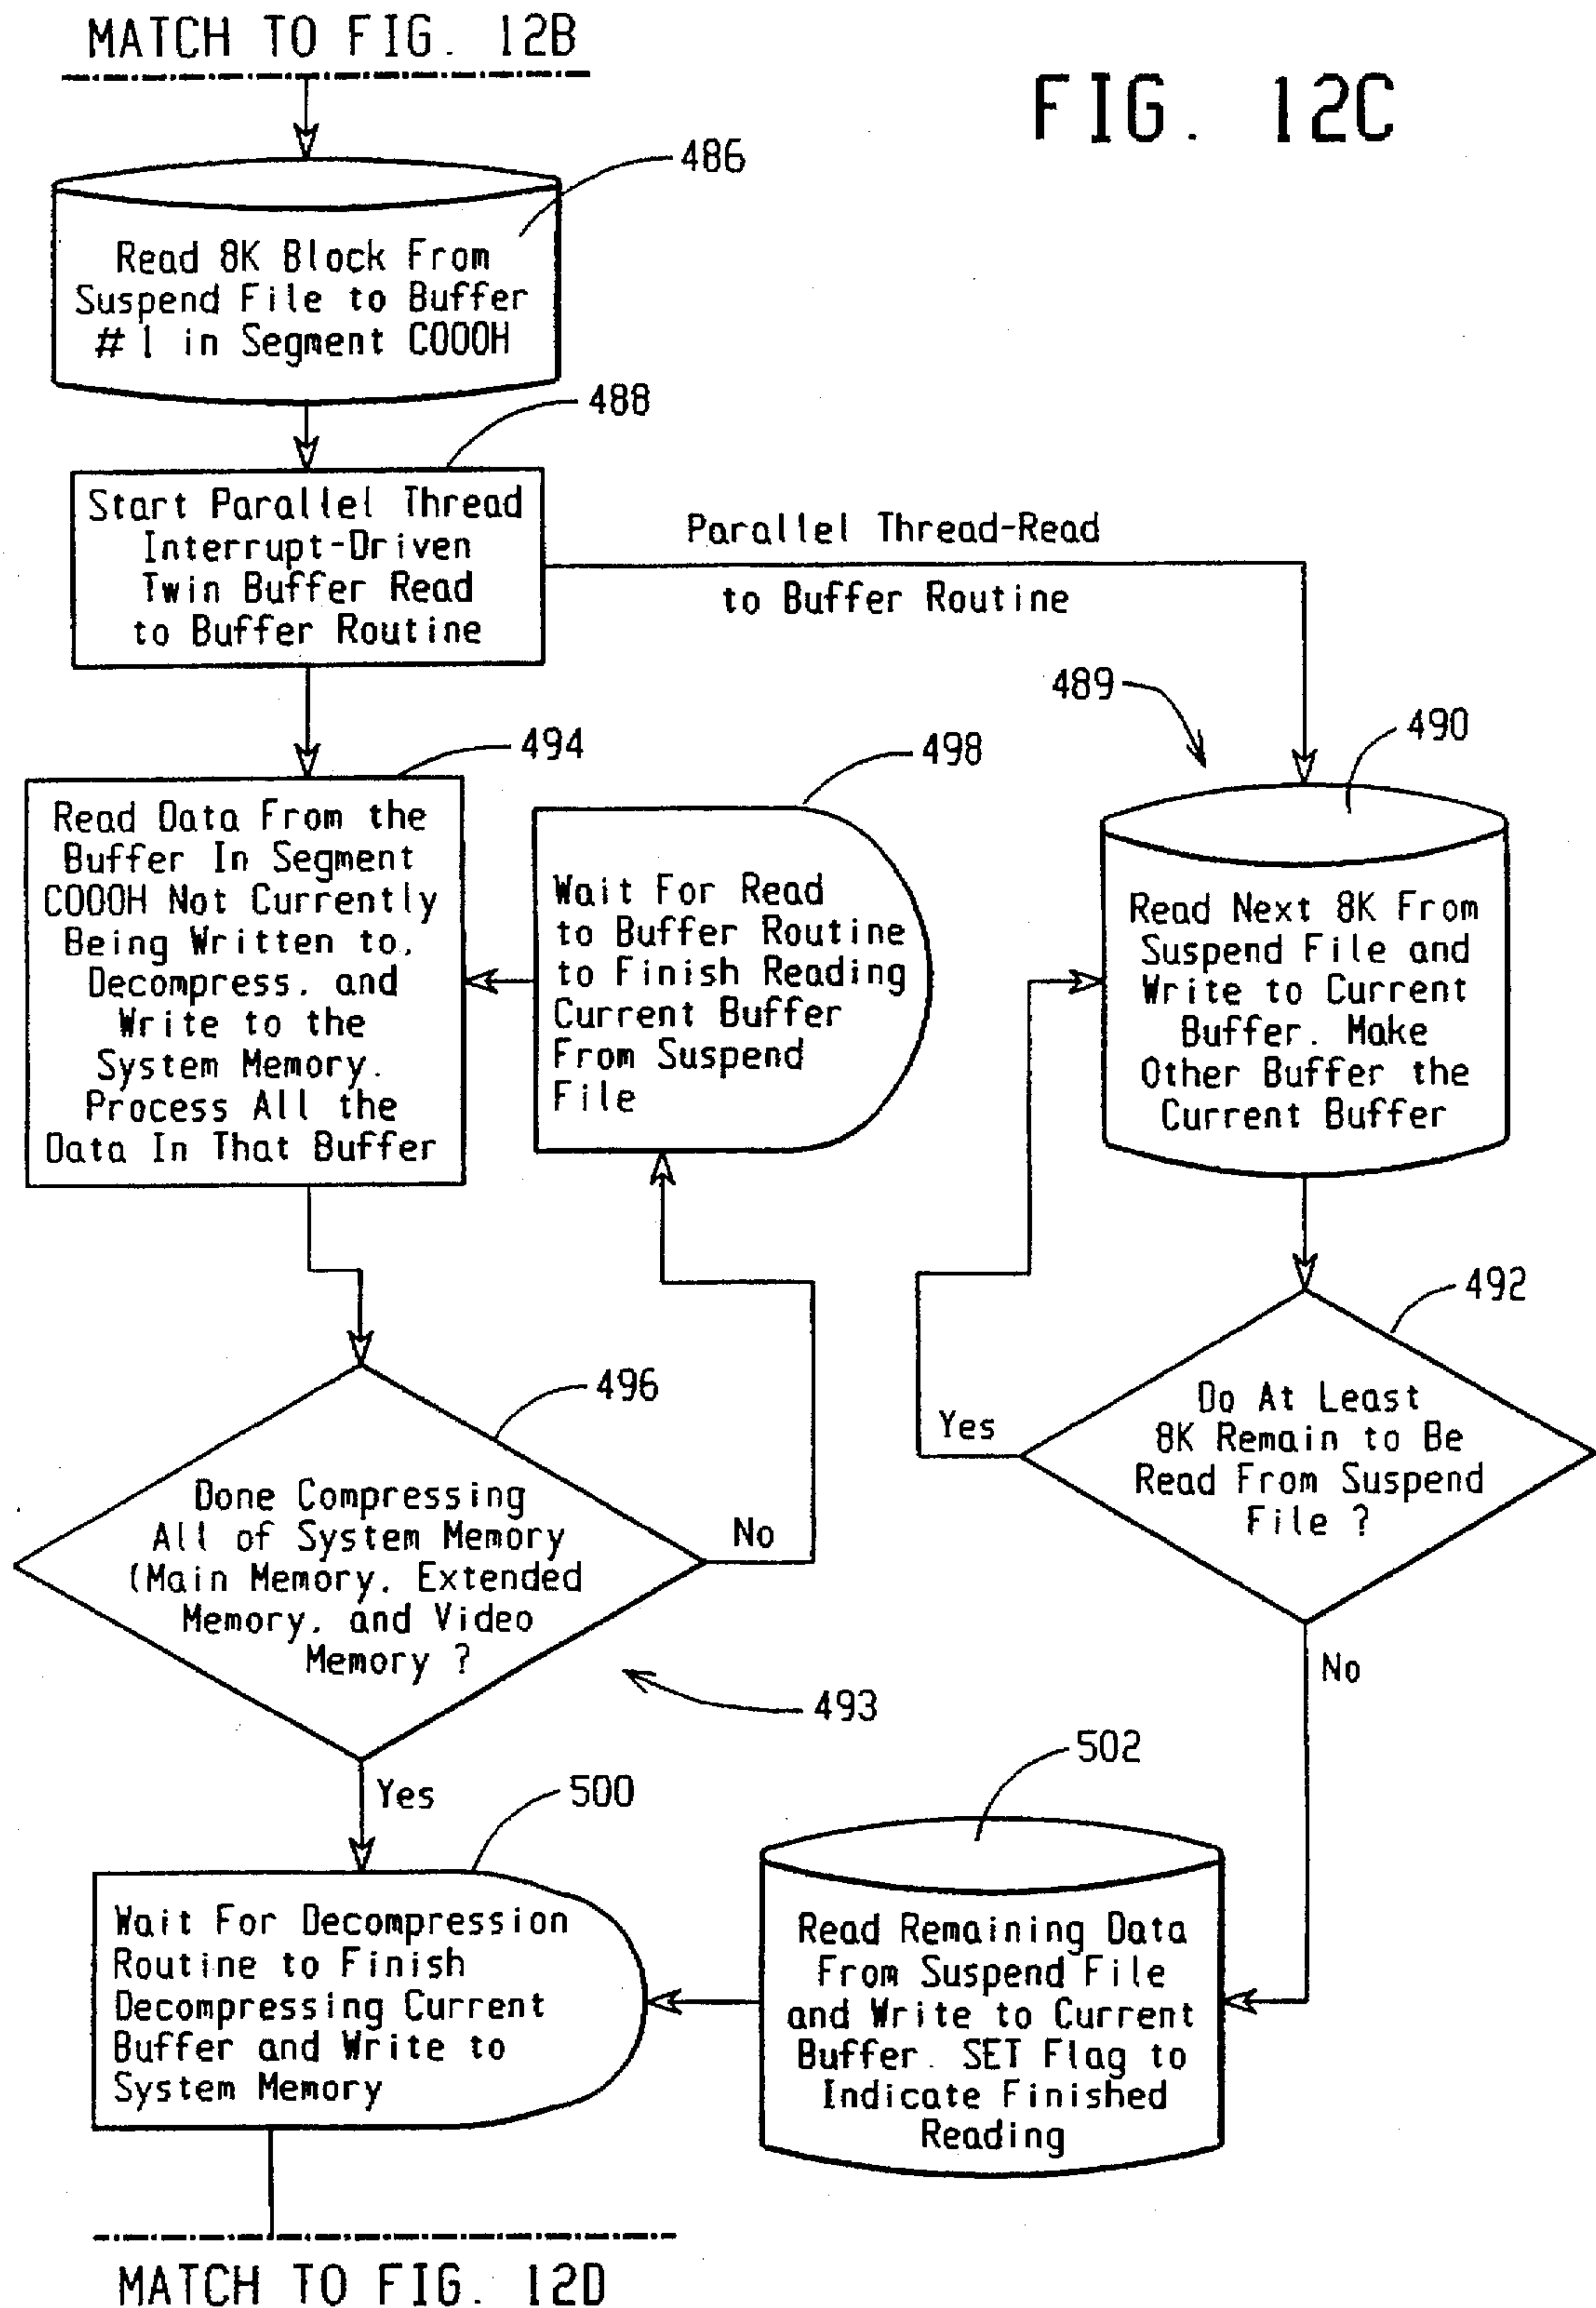 MATCH TO FIG. 12B
FIG. 12C
486
Read 8K Block From
Suspend File to Buffer
#1 in Segment C000H
488
Start Parallel Thread
Interrupt-Driven
Twin Buffer Read
to Buffer Routine
Parallel Thread-Read
to Buffer Routine
489
490
494
498
Read Data From the
Buffer In Segment
C000H Not Currently
Being Written to,
Decompress, and
Write to the
System Memory.
Process All the
Data In That Buffer
Wait For Read
to Buffer Routine
to Finish Reading
Current Buffer
From Suspend
File
Read Next 8K From
Suspend File and
Write to Current
Buffer. Make
Other Buffer the
Current Buffer
492
Do At Least
8K Remain to Be
Read From Suspend
File ?
Yes
No
496
Done Compressing
All of System Memory
(Main Memory, Extended
Memory, and Video
Memory ?
No
493
Yes
500
502
Wait For Decompression
Routine to Finish
Decompressing Current
Buffer and Write to
System Memory
Read Remaining Data
From Suspend File
and Write to Current
Buffer. SET Flag to
Indicate Finished
Reading
MATCH TO FIG. 12D